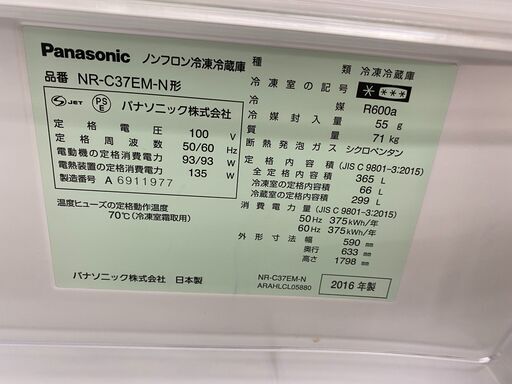 Panasonic ノンフロン冷凍冷蔵庫
品番 NR-C37EM-N形
S JET PS E パナソニック株式会社
定格電圧 100 V
定格周波数 50/60 Hz
電動機の定格消費電力 93/93 W
電熱装置の定格消費電力 135 W
製造番号 A 6911977
温度ヒューズの定格動作温度
70℃(冷凍室霜取用)
パナソニック株式会社 日本製
種類 冷凍冷蔵庫
冷凍室の記号 ****
冷媒 R600a
冷媒封入量 55 g
質量 71 kg
断熱発泡ガス シクロペンタン
定格内容積 (JIS C 9801-3:2015)
全定格内容積 365 L
冷凍室の定格内容積 66 L
冷蔵室の定格内容積 299 L
消費電力量 (JIS C 9801-3:2015)
50Hz 375kWh/年
60Hz 375kWh/年
外形寸法 幅 590 mm
奥行 633 mm
高さ 1798 mm
NR-C37EM-N
ARAHLCL05880
2016年製